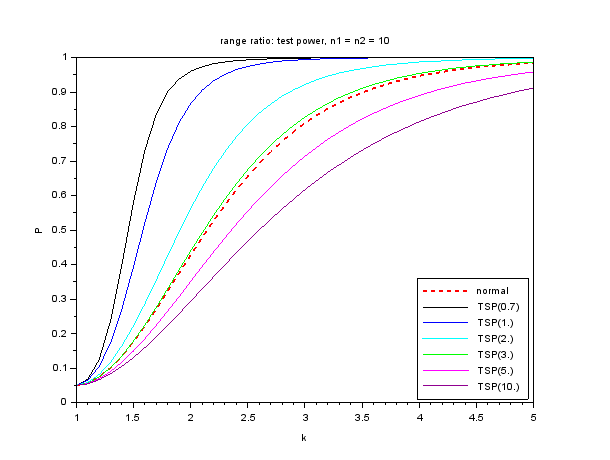 range ratio: test power, n1 = n2 = 10
1
0.9
0.8
0.7
0.6
0.5
0.4
0.3
0.2
0.1
0
P
1 1.5 2 2.5 3 3.5 4 4.5 5
k
normal
TSP(0.7)
TSP(1.)
TSP(2.)
TSP(3.)
TSP(5.)
TSP(10.)